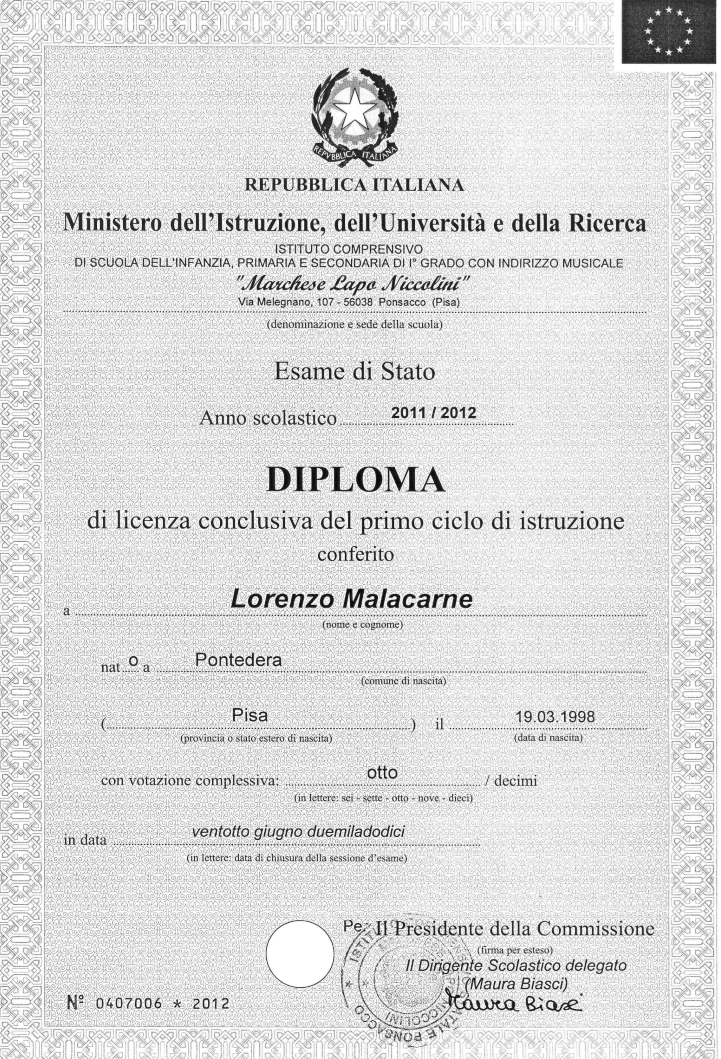 REPVBBLICA ITALIANA
REPUBBLICA ITALIANA
Ministero dell'Istruzione, dell'Università e della Ricerca
ISTITUTO COMPRENSIVO
DI SCUOLA DELL'INFANZIA, PRIMARIA E SECONDARIA DI I° GRADO CON INDIRIZZO MUSICALE
"Marchese Lapo Niccolini"
Via Melegnano, 107 - 56038 Ponsacco (Pisa)
(denominazione e sede della scuola)
Esame di Stato
Anno scolastico 2011 / 2012
DIPLOMA
di licenza conclusiva del primo ciclo di istruzione
conferito
a Lorenzo Malacarne
(nome e cognome)
nat o a Pontedera
(comune di nascita)
( Pisa ) il 19.03.1998
(provincia o stato estero di nascita) (data di nascita)
con votazione complessiva: otto / decimi
(in lettere: sei - sette - otto - nove - dieci)
in data ventotto giugno duemiladodici
(in lettere: data di chiusura della sessione d'esame)
Per Il Presidente della Commissione
(firma per esteso)
Il Dirigente Scolastico delegato
(Maura Biasci)
Maura Biasci
N° 0407006 * 2012